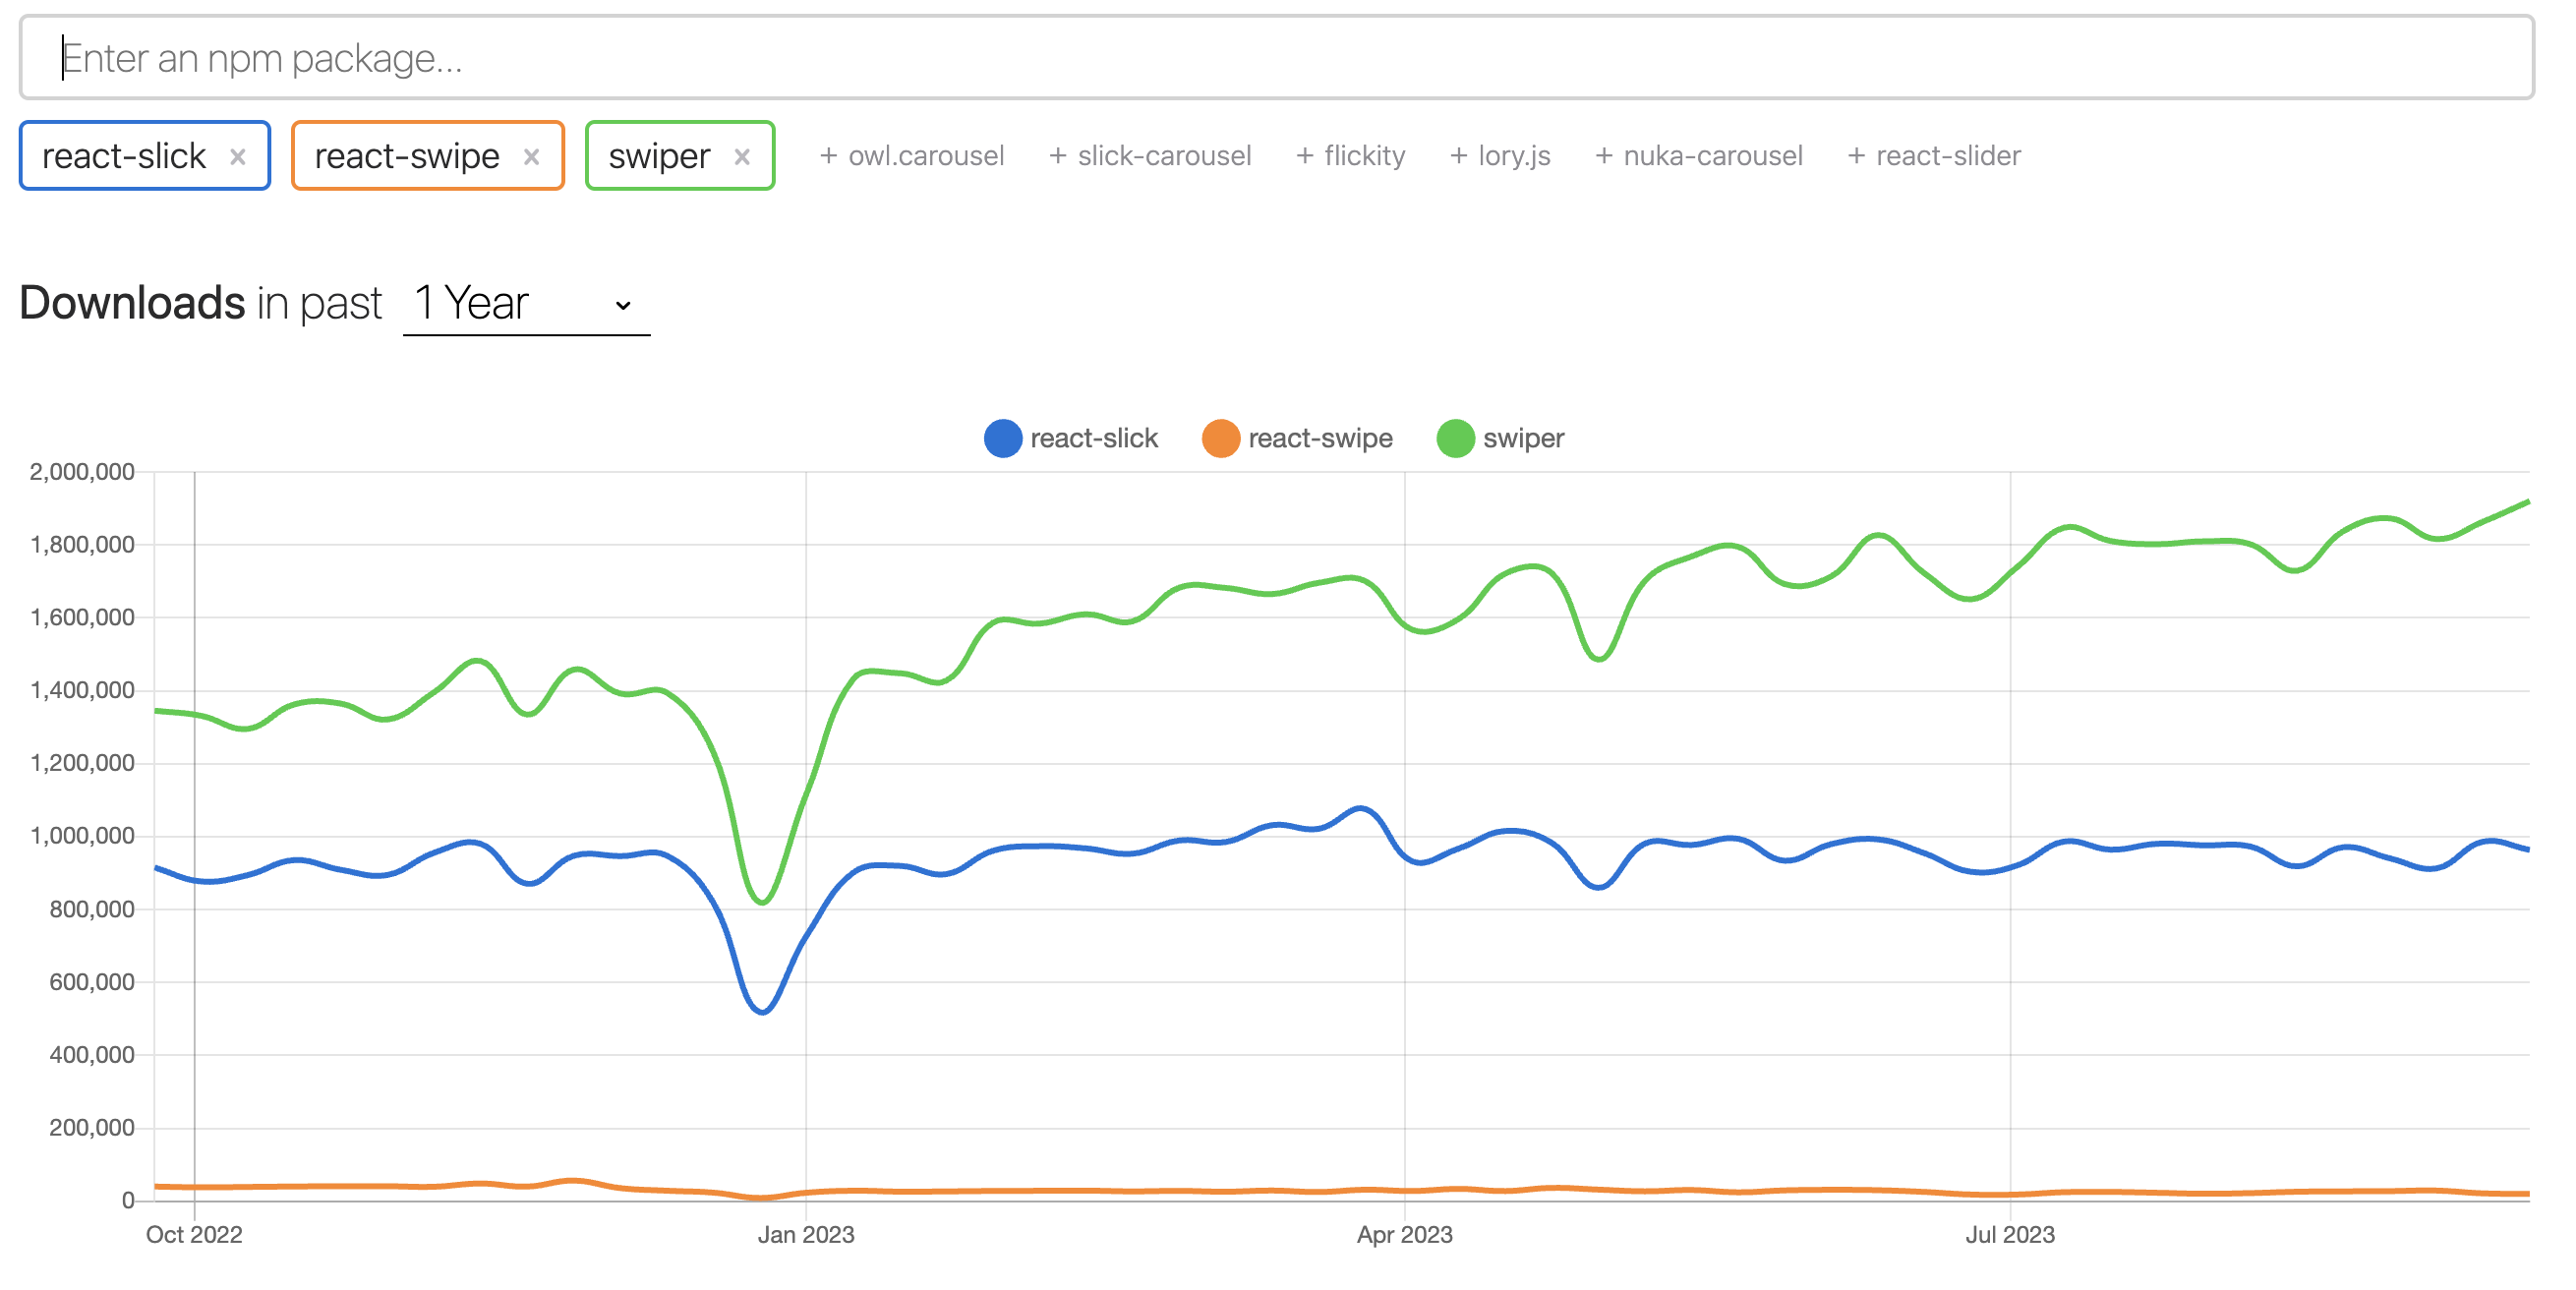 Enter an npm package...
react-slick × react-swipe × swiper × + owl.carousel + slick-carousel + flickity + lory.js + nuka-carousel + react-slider
Downloads in past 1 Year
react-slick react-swipe swiper
2,000,000
1,800,000
1,600,000
1,400,000
1,200,000
1,000,000
800,000
600,000
400,000
200,000
0
Oct 2022 Jan 2023 Apr 2023 Jul 2023